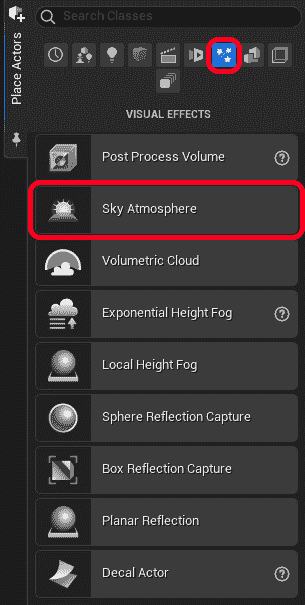 Search Classes
Place Actors
VISUAL EFFECTS
Post Process Volume
Sky Atmosphere
Volumetric Cloud
Exponential Height Fog
Local Height Fog
Sphere Reflection Capture
Box Reflection Capture
Planar Reflection
Decal Actor